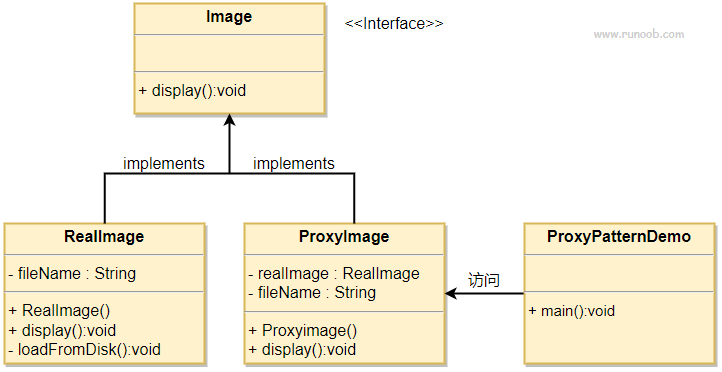 Image
<<Interface>>
www.runoob.com
+ display():void
implements
implements
RealImage
- fileName : String
+ RealImage()
+ display():void
- loadFromDisk():void
ProxyImage
- realImage : RealImage
- fileName : String
+ Proxyimage()
+ display():void
访问
ProxyPatternDemo
+ main():void